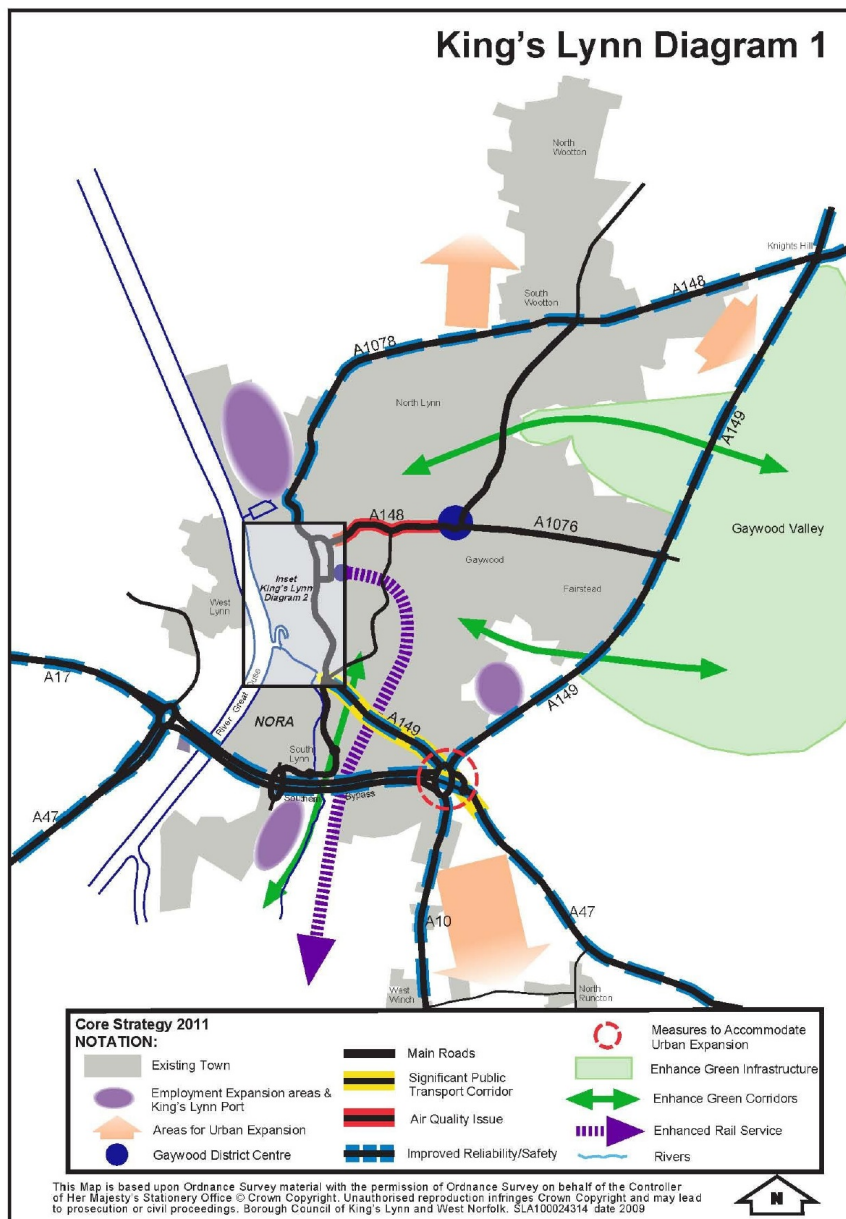 King's Lynn Diagram 1
North
Wootton
Knights Hill
South
Wootton
A148
A1078
North Lynn
A149
A148
A1076
Gaywood Valley
Gaywood
Fairstead
Inset
King's Lynn
Diagram 2
West
Lynn
A17
River Great Ouse
NORA
A149
A149
South
Lynn
Southern Bypass
A47
A10
A47
West
Winch
North
Runcton
Core Strategy 2011
NOTATION:
Existing Town
Employment Expansion areas &
King's Lynn Port
Areas for Urban Expansion
Gaywood District Centre
Main Roads
Significant Public
Transport Corridor
Air Quality Issue
Improved Reliability/Safety
Measures to Accommodate
Urban Expansion
Enhance Green Infrastructure
Enhance Green Corridors
Enhanced Rail Service
Rivers
This Map is based upon Ordnance Survey material with the permission of Ordnance Survey on behalf of the Controller
of Her Majesty's Stationery Office © Crown Copyright. Unauthorised reproduction infringes Crown Copyright and may lead
to prosecution or civil proceedings. Borough Council of King's Lynn and West Norfolk. SLA100024314 date 2009
N